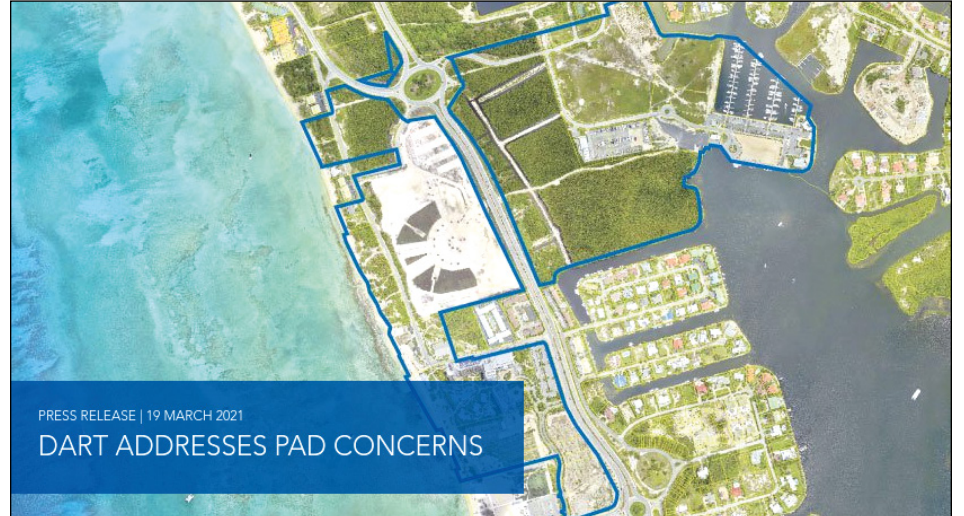 PRESS RELEASE | 19 MARCH 2021
DART ADDRESSES PAD CONCERNS